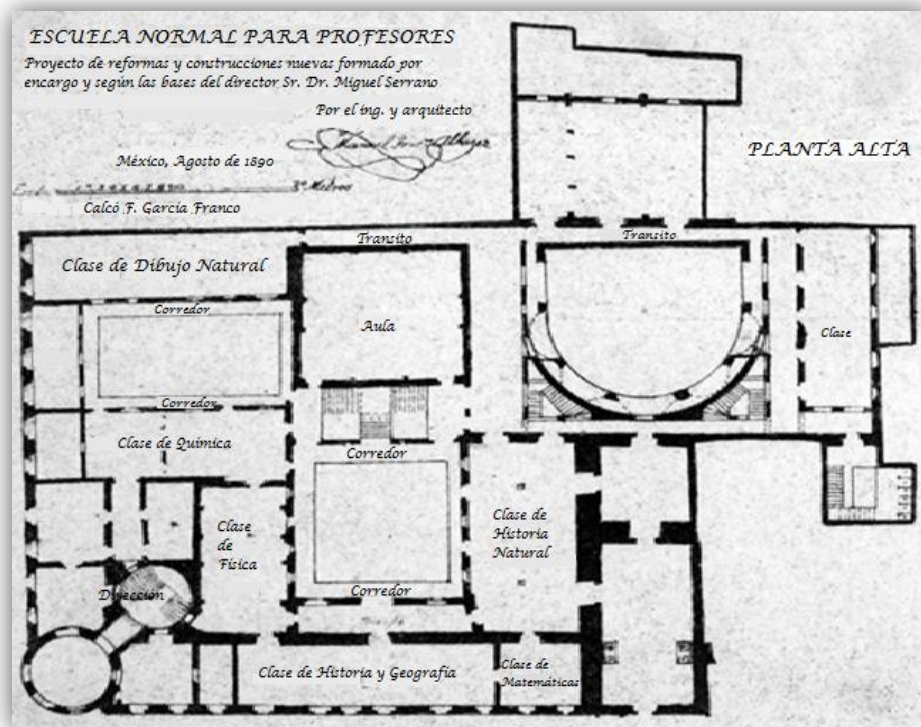 ESCUELA NORMAL PARA PROFESORES
Proyecto de reformas y construcciones nuevas formado por
encargo y según las bases del director Sr. Dr. Miguel Serrano
Por el ing. y arquitecto
México, Agosto de 1890
Calcó F. García Franco
PLANTA ALTA
Transito
Transito
Clase de Dibujo Natural
Corredor
Aula
Clase
Corredor
Clase de Química
Corredor
Clase de
Historia
Natural
Clase
de
Física
Corredor
Dirección
Clase de Historia y Geografía
Clase de
Matemáticas